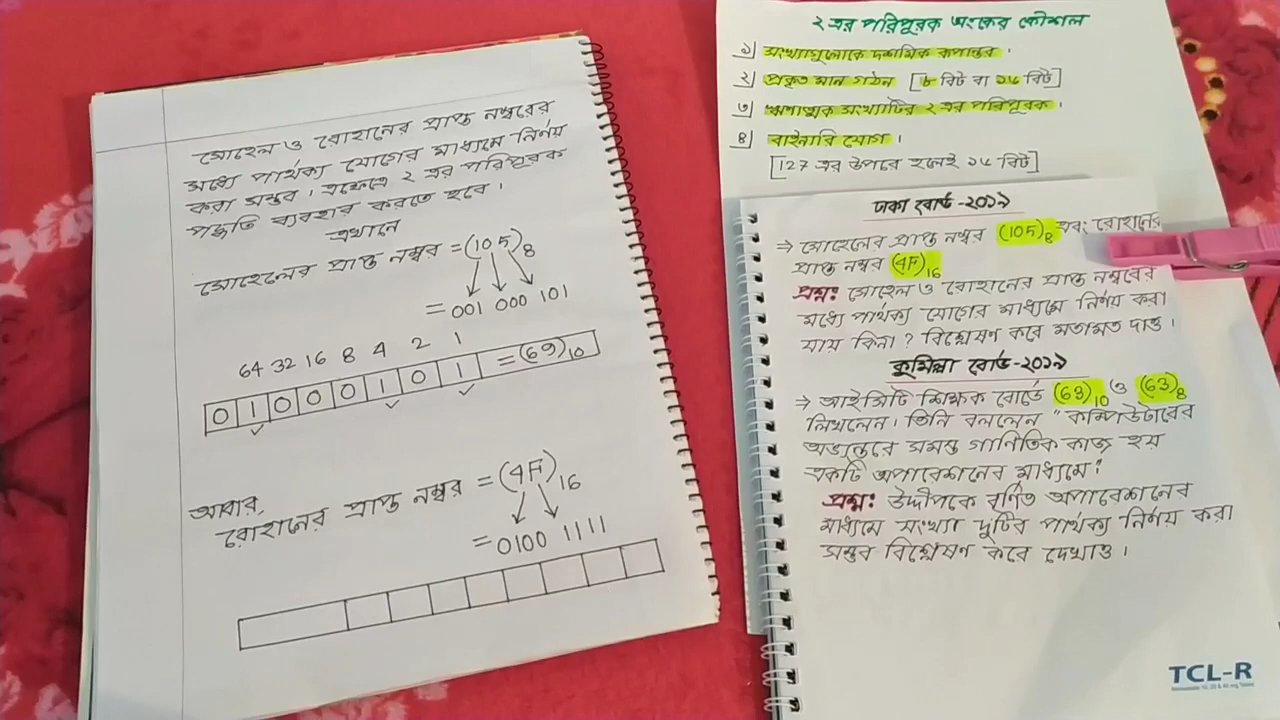 সোহেল ও রোহানের প্রাপ্ত নম্বরের
মধ্যে পার্থক্য যোগের মাধ্যমে নির্ণয়
করা সম্ভব। এক্ষেত্রে ২ এর পরিপূরক
পদ্ধতি ব্যবহার করতে হবে।
এখানে
সোহেলের প্রাপ্ত নম্বর = (105)8
= 001 000 101
64 32 16 8 4 2 1
0 1 0 0 0 1 0 1 = (69)10
আবার,
রোহানের প্রাপ্ত নম্বর = (4F)16
= 0100 1111
২ এর পরিপূরক অংকের কৌশল
১) সংখ্যাগুলোকে দশমিক রূপান্তর।
২) প্রকৃত মান গঠন [৮ বিট বা ১৬ বিট]
৩) ঋণাত্মক সংখ্যাটির ২ এর পরিপূরক।
৪) বাইনারি যোগ।
[127 এর উপরে হলেই ১৬ বিট]
ঢাকা বোর্ড -২০১৯
⇒ সোহেলের প্রাপ্ত নম্বর (105)8 এবং রোহানের
প্রাপ্ত নম্বর (4F)16
প্রশ্ন: সোহেল ও রোহানের প্রাপ্ত নম্বরের
মধ্যে পার্থক্য যোগের মাধ্যমে নির্ণয় করা
যায় কিনা? বিশ্লেষণ করে মতামত দাও।
কুমিল্লা বোর্ড -২০১৯
→ আইসিটি শিক্ষক বোর্ডে (63)10 ও (63)8
লিখলেন। তিনি বললেন "কম্পিউটারের
অভ্যন্তরে সমস্ত গাণিতিক কাজ হয়
একটি অপারেশনের মাধ্যমে:
প্রশ্ন: উদ্দীপকে বর্ণিত অপারেশনের
মাধ্যমে সংখ্যা দুটির পার্থক্য নির্ণয় করা
সম্ভব বিশ্লেষণ করে দেখাও।
TCL-R